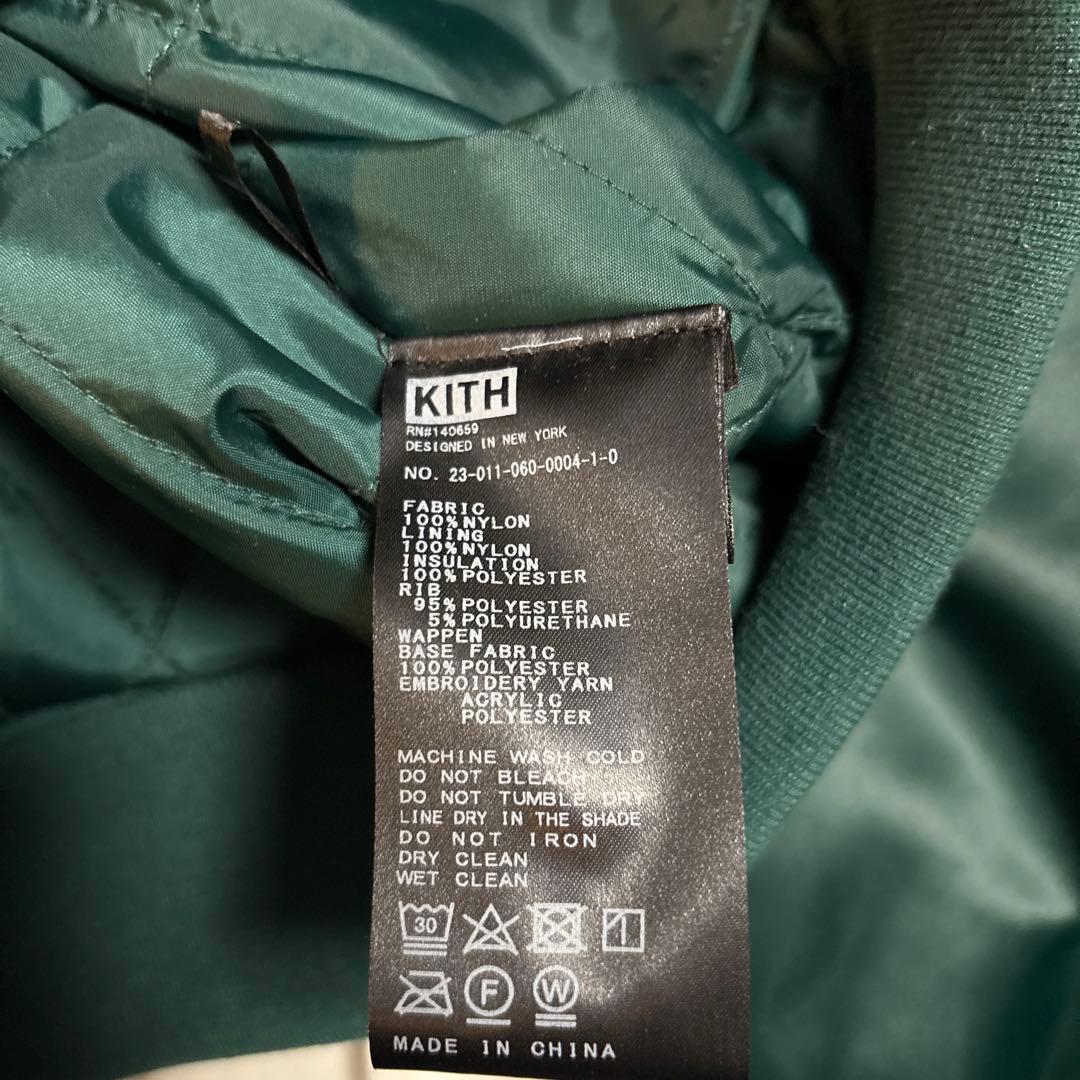 KITH
RN#140659
DESIGNED IN NEW YORK
NO. 23-011-060-0004-1-0
FABRIC
100%NYLON
LINING
100%NYLON
INSULATION
100%POLYESTER
RIB
95%POLYESTER
5%POLYURETHANE
WAPPEN
BASE FABRIC
100%POLYESTER
EMBROIDERY YARN
ACRYLIC
POLYESTER
MACHINE WASH COLD
DO NOT BLEACH
DO NOT TUMBLE DRY
LINE DRY IN THE SHADE
DO NOT IRON
DRY CLEAN
WET CLEAN
30
F W
MADE IN CHINA